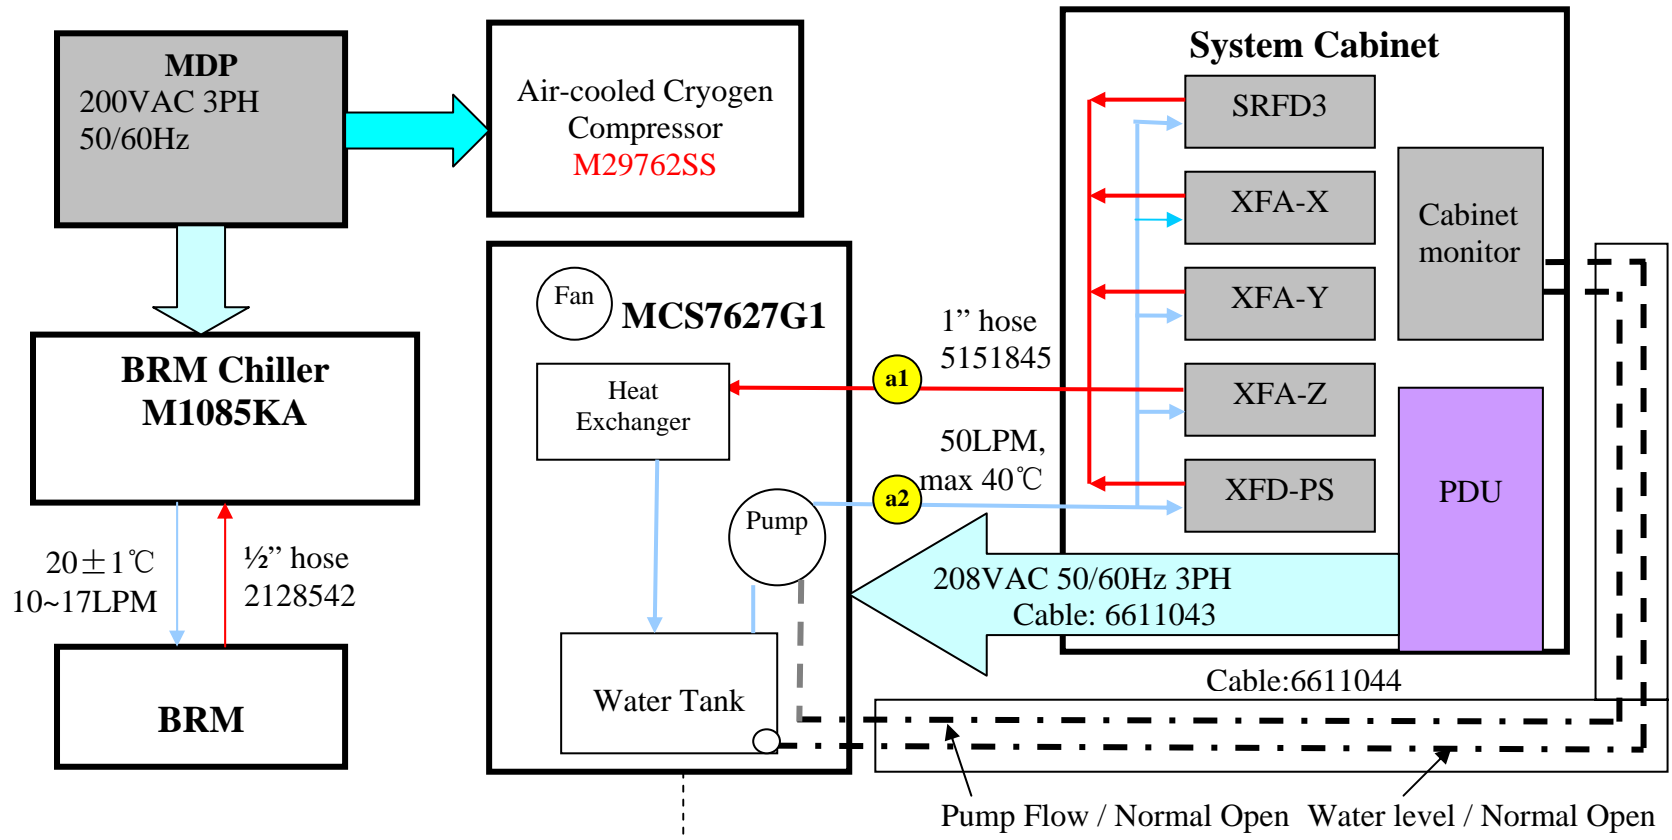 MDP
200VAC 3PH
50/60Hz
Air-cooled Cryogen
Compressor
M29762SS
System Cabinet
SRFD3
XFA-X
XFA-Y
XFA-Z
XFD-PS
Cabinet
monitor
PDU
BRM Chiller
M1085KA
20±1℃
10~17LPM
½” hose
2128542
BRM
Fan
MCS7627G1
Heat
Exchanger
Pump
Water Tank
1” hose
5151845
a1
50LPM,
max 40℃
a2
208VAC 50/60Hz 3PH
Cable: 6611043
Cable:6611044
Pump Flow / Normal Open
Water level / Normal Open